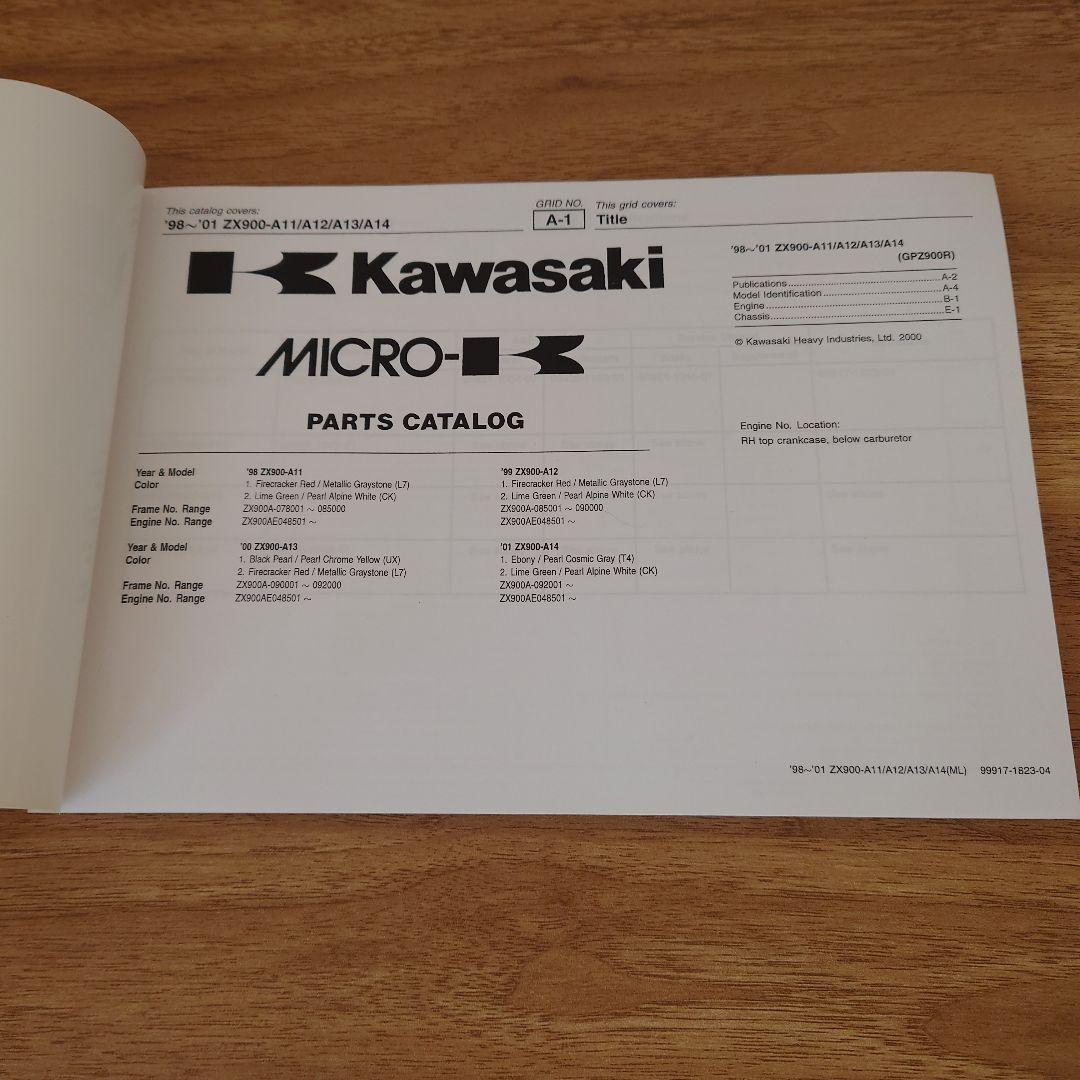 This catalog covers:
'98～'01 ZX900-A11/A12/A13/A14
GRID NO.
A-1
This grid covers:
Title
Kawasaki
MICRO-K
PARTS CATALOG
'98～'01 ZX900-A11/A12/A13/A14
(GPZ900R)
Publications........................................A-2
Model Identification........................................A-4
Engine........................................B-1
Chassis........................................E-1
© Kawasaki Heavy Industries, Ltd. 2000
Engine No. Location:
RH top crankcase, below carburetor
Year & Model '98 ZX900-A11 '99 ZX900-A12
Color 1. Firecracker Red / Metallic Graystone (L7) 1. Firecracker Red / Metallic Graystone (L7)
2. Lime Green / Pearl Alpine White (CK) 2. Lime Green / Pearl Alpine White (CK)
Frame No. Range ZX900A-078001 ～ 085000 ZX900A-085001 ～ 090000
Engine No. Range ZX900AE048501 ～ ZX900AE048501 ～
Year & Model '00 ZX900-A13 '01 ZX900-A14
Color 1. Black Pearl / Pearl Chrome Yellow (UX) 1. Ebony / Pearl Cosmic Gray (T4)
2. Firecracker Red / Metallic Graystone (L7) 2. Lime Green / Pearl Alpine White (CK)
Frame No. Range ZX900A-090001 ～ 092000 ZX900A-092001 ～
Engine No. Range ZX900AE048501 ～ ZX900AE048501 ～
'98～'01 ZX900-A11/A12/A13/A14(ML) 99917-1823-04